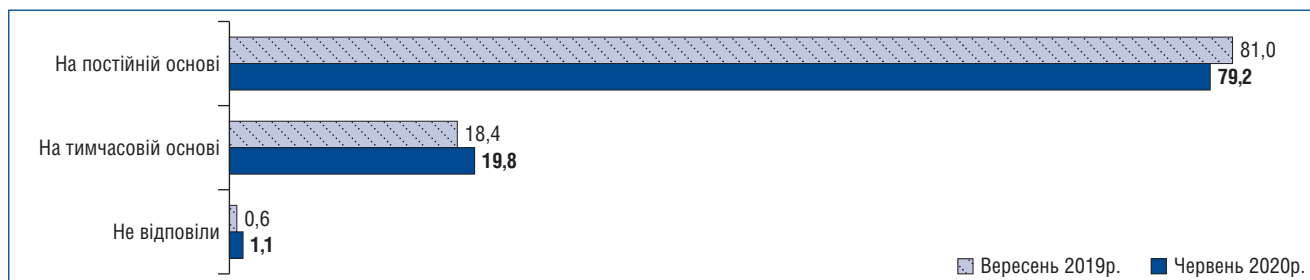 На постійній основі
81,0
79,2
На тимчасовій основі
18,4
19,8
Не відповіли
0,6
1,1
Вересень 2019р.
Червень 2020р.